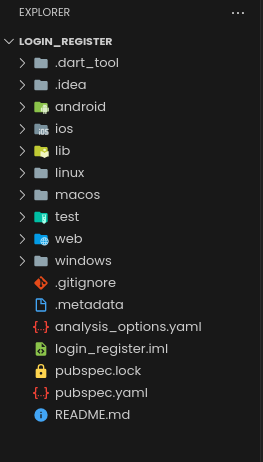 EXPLORER
LOGIN_REGISTER
.dart_tool
.idea
android
iOS ios
lib
linux
macos
test
web
windows
.gitignore
.metadata
analysis_options.yaml
login_register.iml
pubspec.lock
pubspec.yaml
README.md